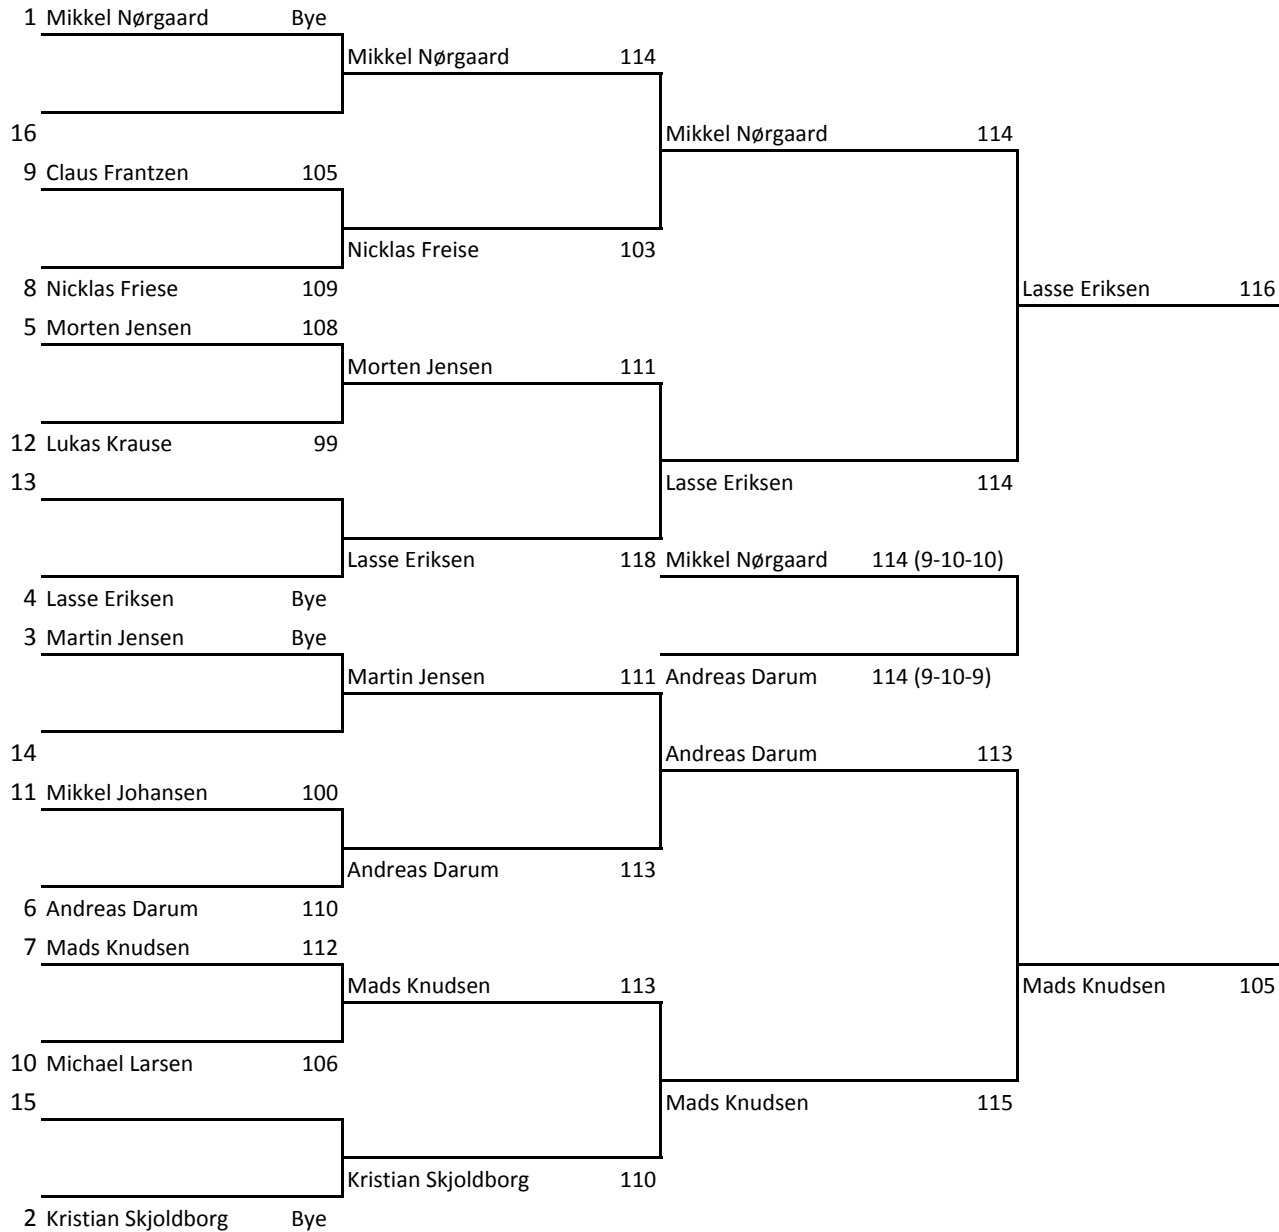 1 Mikkel Nørgaard Bye
Mikkel Nørgaard 114
16 Mikkel Nørgaard 114
9 Claus Frantzen 105
Nicklas Freise 103
8 Nicklas Friese 109 Lasse Eriksen 116
5 Morten Jensen 108
Morten Jensen 111
12 Lukas Krause 99
13 Lasse Eriksen 114
Lasse Eriksen 118 Mikkel Nørgaard 114 (9-10-10)
4 Lasse Eriksen Bye
3 Martin Jensen Bye
Martin Jensen 111 Andreas Darum 114 (9-10-9)
14 Andreas Darum 113
11 Mikkel Johansen 100
Andreas Darum 113
6 Andreas Darum 110
7 Mads Knudsen 112
Mads Knudsen 113 Mads Knudsen 105
10 Michael Larsen 106
15 Mads Knudsen 115
Kristian Skjoldborg 110
2 Kristian Skjoldborg Bye